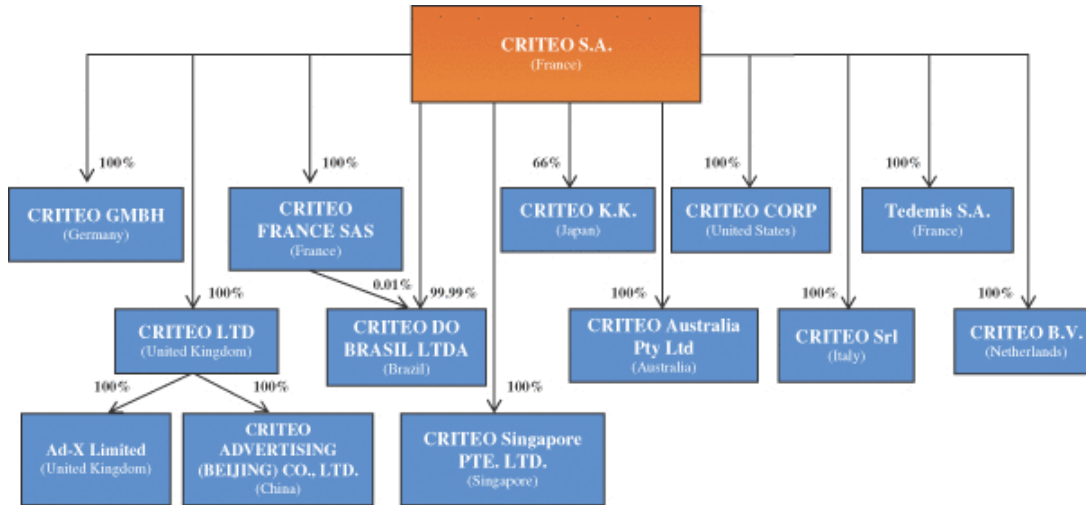 CRITEO S.A.
(France)
100%
100%
66%
100%
100%
CRITEO GMBH
(Germany)
CRITEO
FRANCE SAS
(France)
CRITEO K.K.
(Japan)
CRITEO CORP
(United States)
Tedemis S.A.
(France)
100%
0.01%
99.99%
100%
100%
100%
CRITEO LTD
(United Kingdom)
CRITEO DO
BRASIL LTDA
(Brazil)
CRITEO Australia
Pty Ltd
(Australia)
CRITEO Srl
(Italy)
CRITEO B.V.
(Netherlands)
100%
100%
100%
Ad-X Limited
(United Kingdom)
CRITEO
ADVERTISING
(BEIJING) CO., LTD.
(China)
CRITEO Singapore
PTE. LTD.
(Singapore)